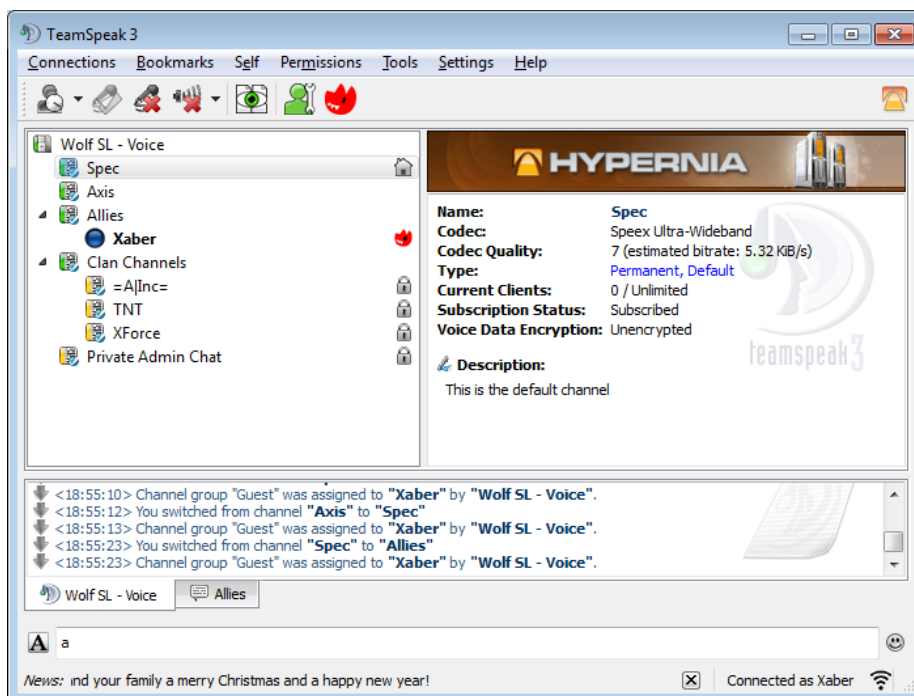 TeamSpeak 3
Connections Bookmarks Self Permissions Tools Settings Help
Wolf SL - Voice
Spec
Axis
Allies
Xaber
Clan Channels
=A|Inc=
TNT
XForce
Private Admin Chat
HYPERNIA
Name: Spec
Codec: Speex Ultra-Wideband
Codec Quality: 7 (estimated bitrate: 5.32 KiB/s)
Type: Permanent, Default
Current Clients: 0 / Unlimited
Subscription Status: Subscribed
Voice Data Encryption: Unencrypted
teamspeak 3
Description:
This is the default channel
<18:55:10> Channel group "Guest" was assigned to "Xaber" by "Wolf SL - Voice".
<18:55:12> You switched from channel "Axis" to "Spec"
<18:55:13> Channel group "Guest" was assigned to "Xaber" by "Wolf SL - Voice".
<18:55:23> You switched from channel "Spec" to "Allies"
<18:55:23> Channel group "Guest" was assigned to "Xaber" by "Wolf SL - Voice".
Wolf SL - Voice Allies
A a
News: nd your family a merry Christmas and a happy new year! Connected as Xaber